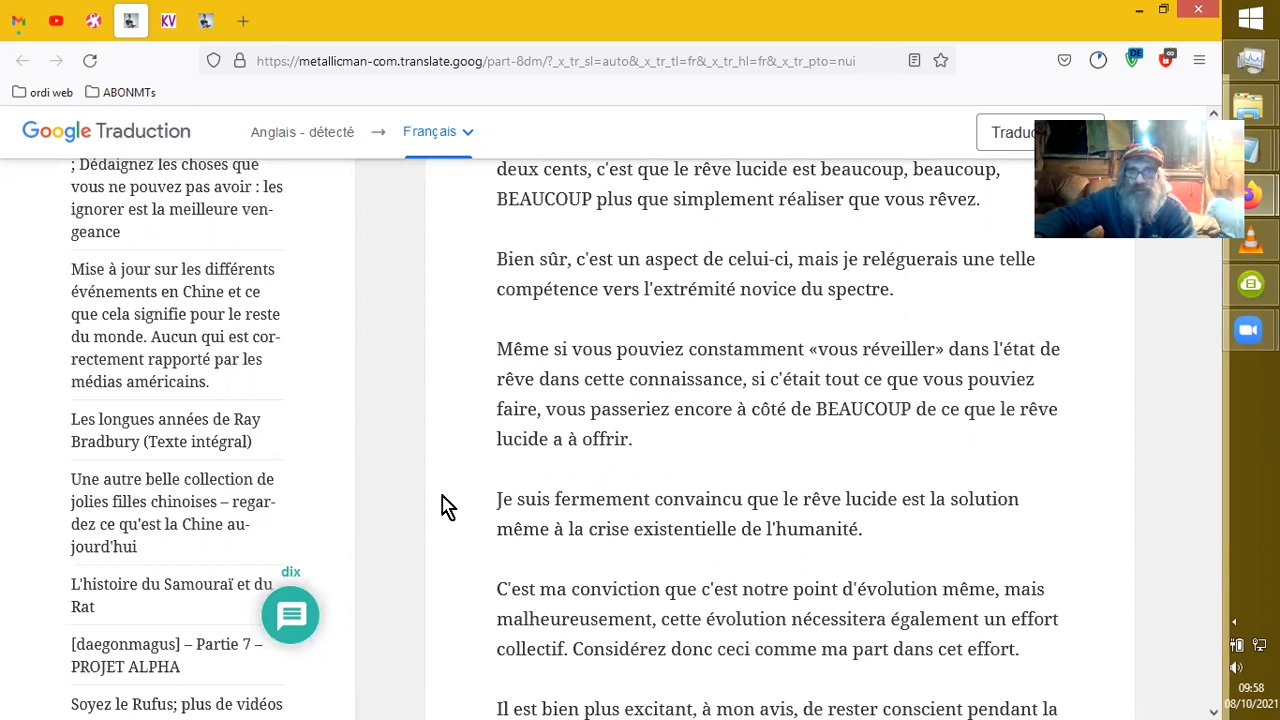 KV
https://metallicman-com.translate.goog/part-8dm/?_x_tr_sl=auto&_x_tr_tl=fr&_x_tr_hl=fr&_x_tr_pto=nui
DE
ordi web
ABONMTs
Google Traduction
Anglais - détecté
Français
Traduc
; Dédaignez les choses que
vous ne pouvez pas avoir : les
ignorer est la meilleure ven-
geance
Mise à jour sur les différents
événements en Chine et ce
que cela signifie pour le reste
du monde. Aucun qui est cor-
rectement rapporté par les
médias américains.
Les longues années de Ray
Bradbury (Texte intégral)
Une autre belle collection de
jolies filles chinoises – regar-
dez ce qu'est la Chine au-
jourd'hui
L'histoire du Samouraï et du
Rat
[daegonmagus] – Partie 7 –
PROJET ALPHA
Soyez le Rufus; plus de vidéos
dix
deux cents, c'est que le rêve lucide est beaucoup, beaucoup,
BEAUCOUP plus que simplement réaliser que vous rêvez.
Bien sûr, c'est un aspect de celui-ci, mais je reléguerais une telle
compétence vers l'extrémité novice du spectre.
Même si vous pouviez constamment «vous réveiller» dans l'état de
rêve dans cette connaissance, si c'était tout ce que vous pouviez
faire, vous passeriez encore à côté de BEAUCOUP de ce que le rêve
lucide a à offrir.
Je suis fermement convaincu que le rêve lucide est la solution
même à la crise existentielle de l'humanité.
C'est ma conviction que c'est notre point d'évolution même, mais
malheureusement, cette évolution nécessitera également un effort
collectif. Considérez donc ceci comme ma part dans cet effort.
Il est bien plus excitant, à mon avis, de rester conscient pendant la
09:58
08/10/2021